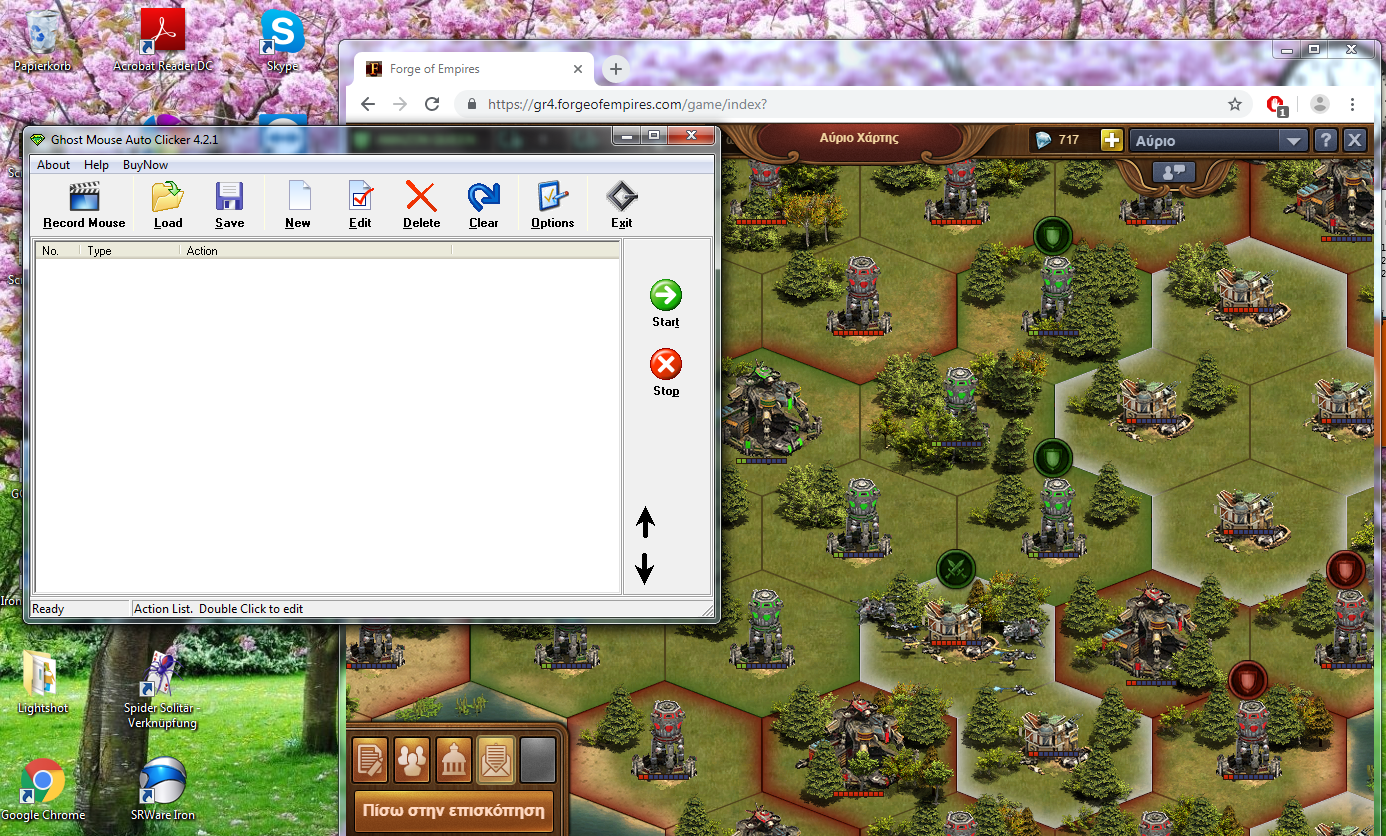 Papierkorb
Acrobat Reader DC
Skype
Forge of Empires
https://gr4.forgeofempires.com/game/index?
1
Ghost Mouse Auto Clicker 4.2.1
About Help BuyNow
Record Mouse Load Save New Edit Delete Clear Options Exit
No. Type Action
Start
Stop
Ready
Action List. Double Click to edit
Αύριο Χάρτης
717
Αύριο
?
Πίσω στην επισκόπηση
Lightshot
Spider Solitär -
Verknüpfung
Google Chrome
SRWare Iron